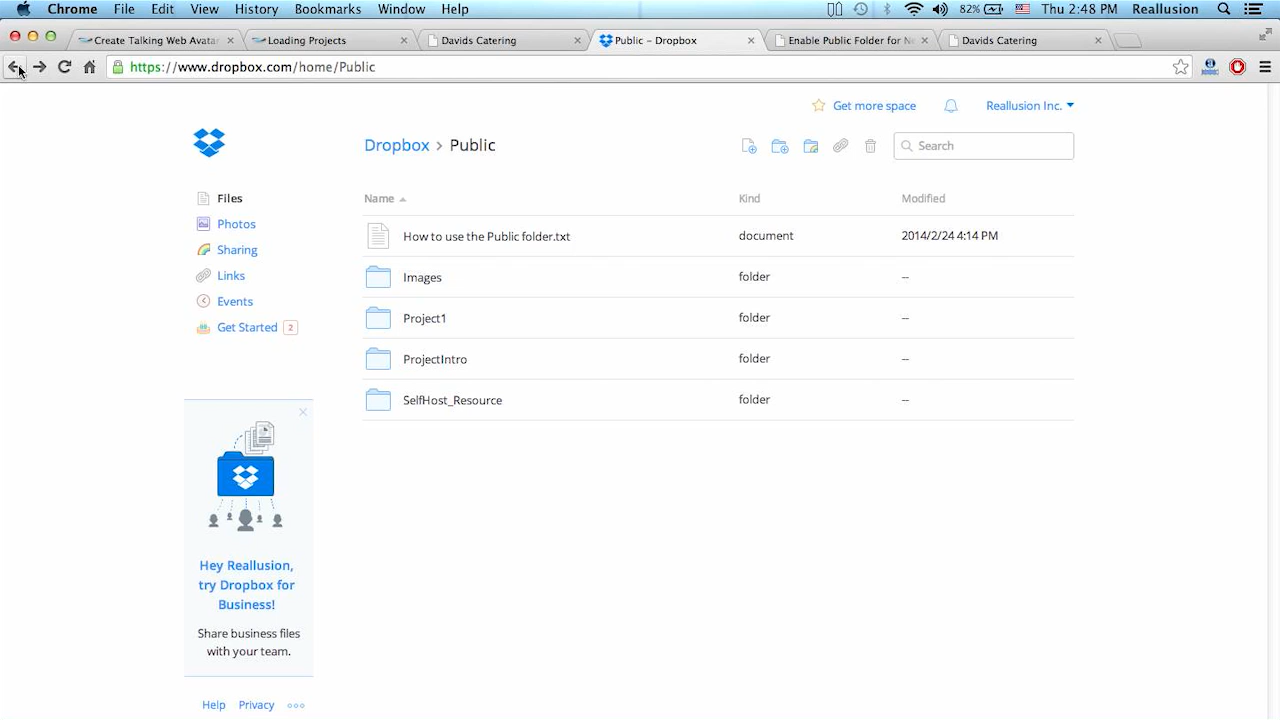 Chrome File Edit View History Bookmarks Window Help 82% Thu 2:48 PM Reallusion
Create Talking Web Avata Loading Projects Davids Catering Public – Dropbox Enable Public Folder for Ne Davids Catering
https://www.dropbox.com/home/Public
Get more space Reallusion Inc.
Dropbox › Public Search
Files
Photos
Sharing
Links
Events
Get Started 2
Name Kind Modified
How to use the Public folder.txt document 2014/2/24 4:14 PM
Images folder --
Project1 folder --
ProjectIntro folder --
SelfHost_Resource folder --
Hey Reallusion,
try Dropbox for
Business!
Share business files
with your team.
Help Privacy